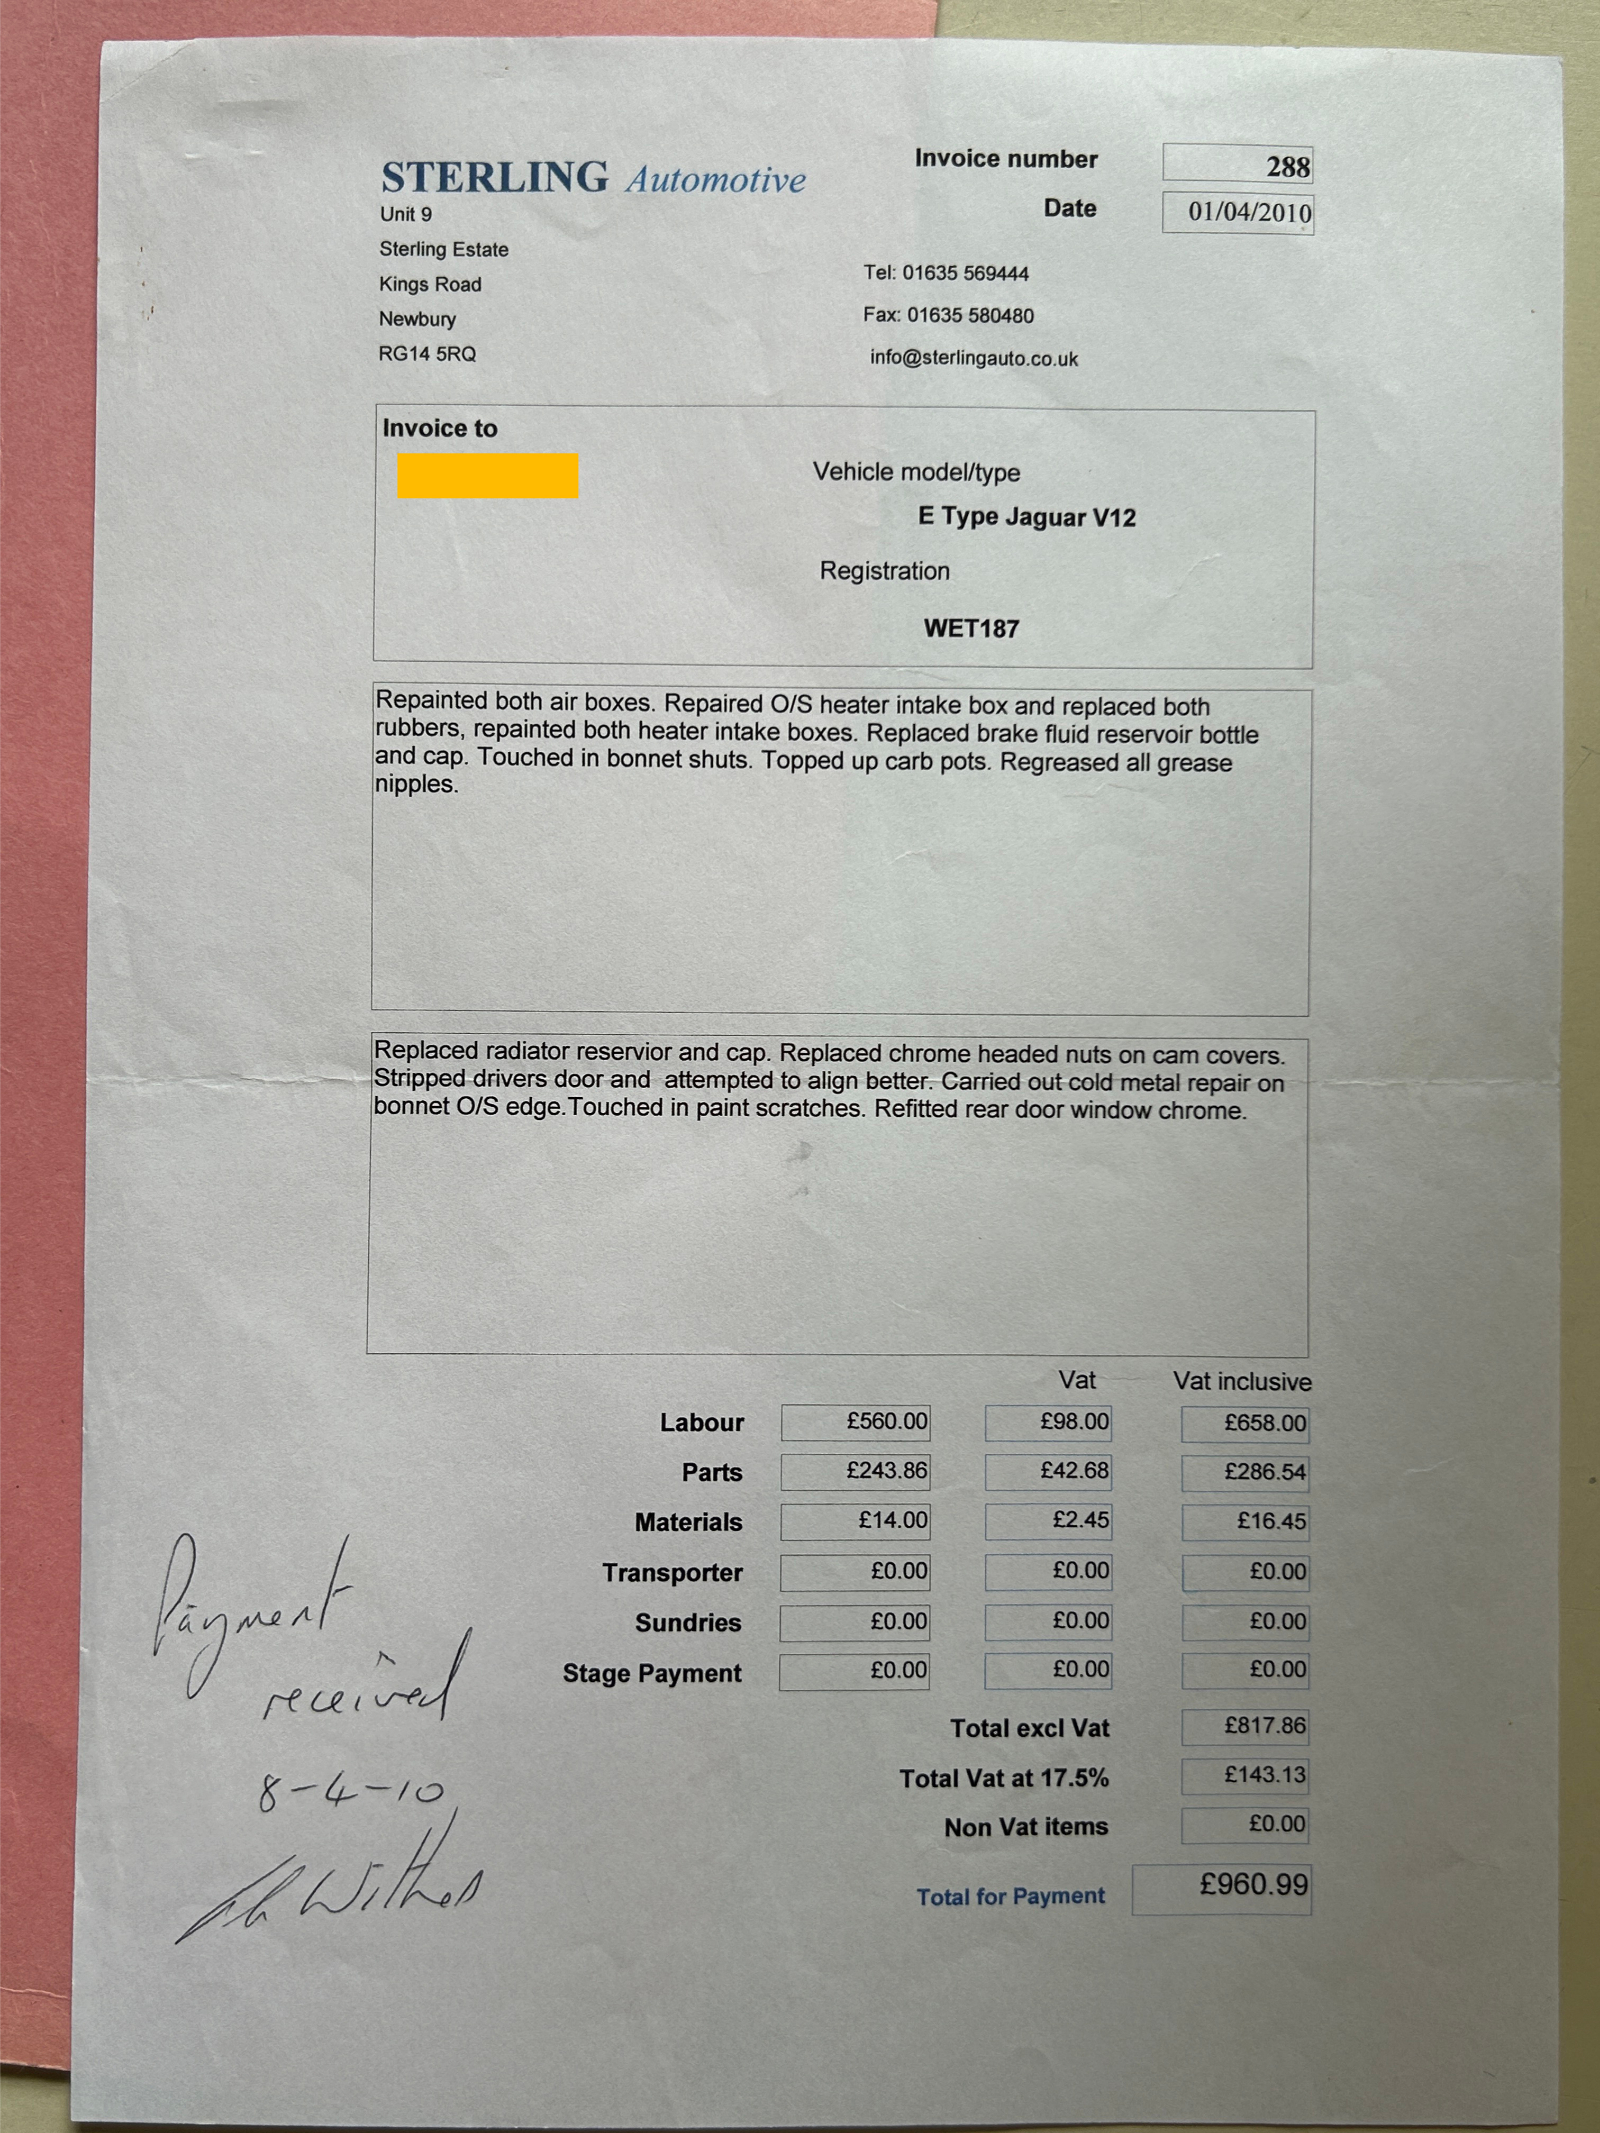 STERLING Automotive
Unit 9
Sterling Estate
Kings Road
Newbury
RG14 5RQ
Invoice number 288
Date 01/04/2010
Tel: 01635 569444
Fax: 01635 580480
info@sterlingauto.co.uk
Invoice to
Vehicle model/type
E Type Jaguar V12
Registration
WET187
Repainted both air boxes. Repaired O/S heater intake box and replaced both
rubbers, repainted both heater intake boxes. Replaced brake fluid reservoir bottle
and cap. Touched in bonnet shuts. Topped up carb pots. Regreased all grease
nipples.
Replaced radiator reservior and cap. Replaced chrome headed nuts on cam covers.
Stripped drivers door and attempted to align better. Carried out cold metal repair on
bonnet O/S edge.Touched in paint scratches. Refitted rear door window chrome.
Vat Vat inclusive
Labour £560.00 £98.00 £658.00
Parts £243.86 £42.68 £286.54
Materials £14.00 £2.45 £16.45
Transporter £0.00 £0.00 £0.00
Sundries £0.00 £0.00 £0.00
Stage Payment £0.00 £0.00 £0.00
Total excl Vat £817.86
Total Vat at 17.5% £143.13
Non Vat items £0.00
Total for Payment £960.99
Payment
received
8-4-10